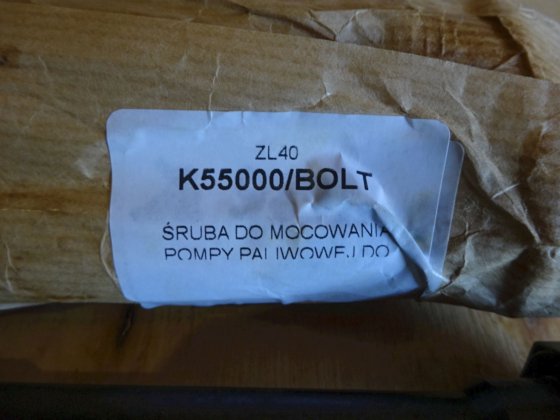 ZL40
K55000/BOLT
ŚRUBA DO MOCOWANIA
POMPY PALIWOWEJ DO